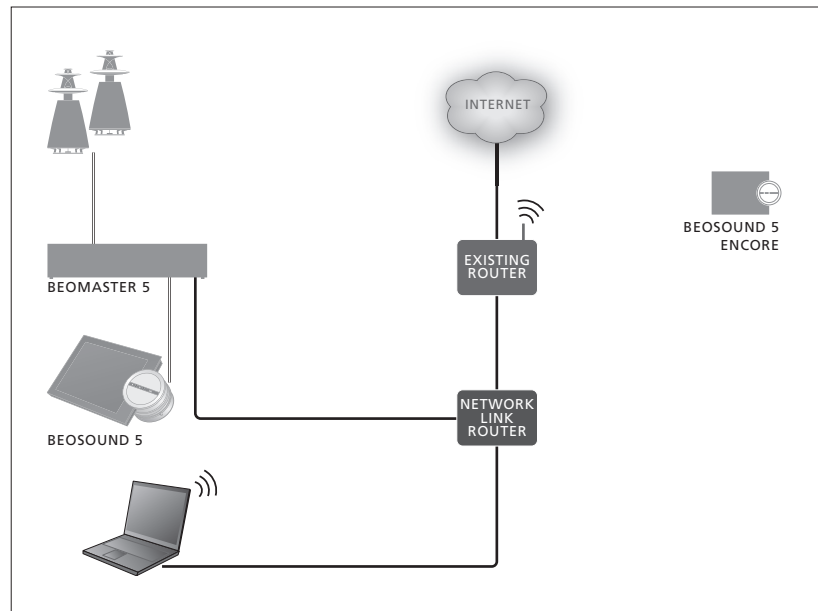 INTERNET
BEOSOUND 5
ENCORE
EXISTING
ROUTER
BEOMASTER 5
NETWORK
LINK
ROUTER
BEOSOUND 5